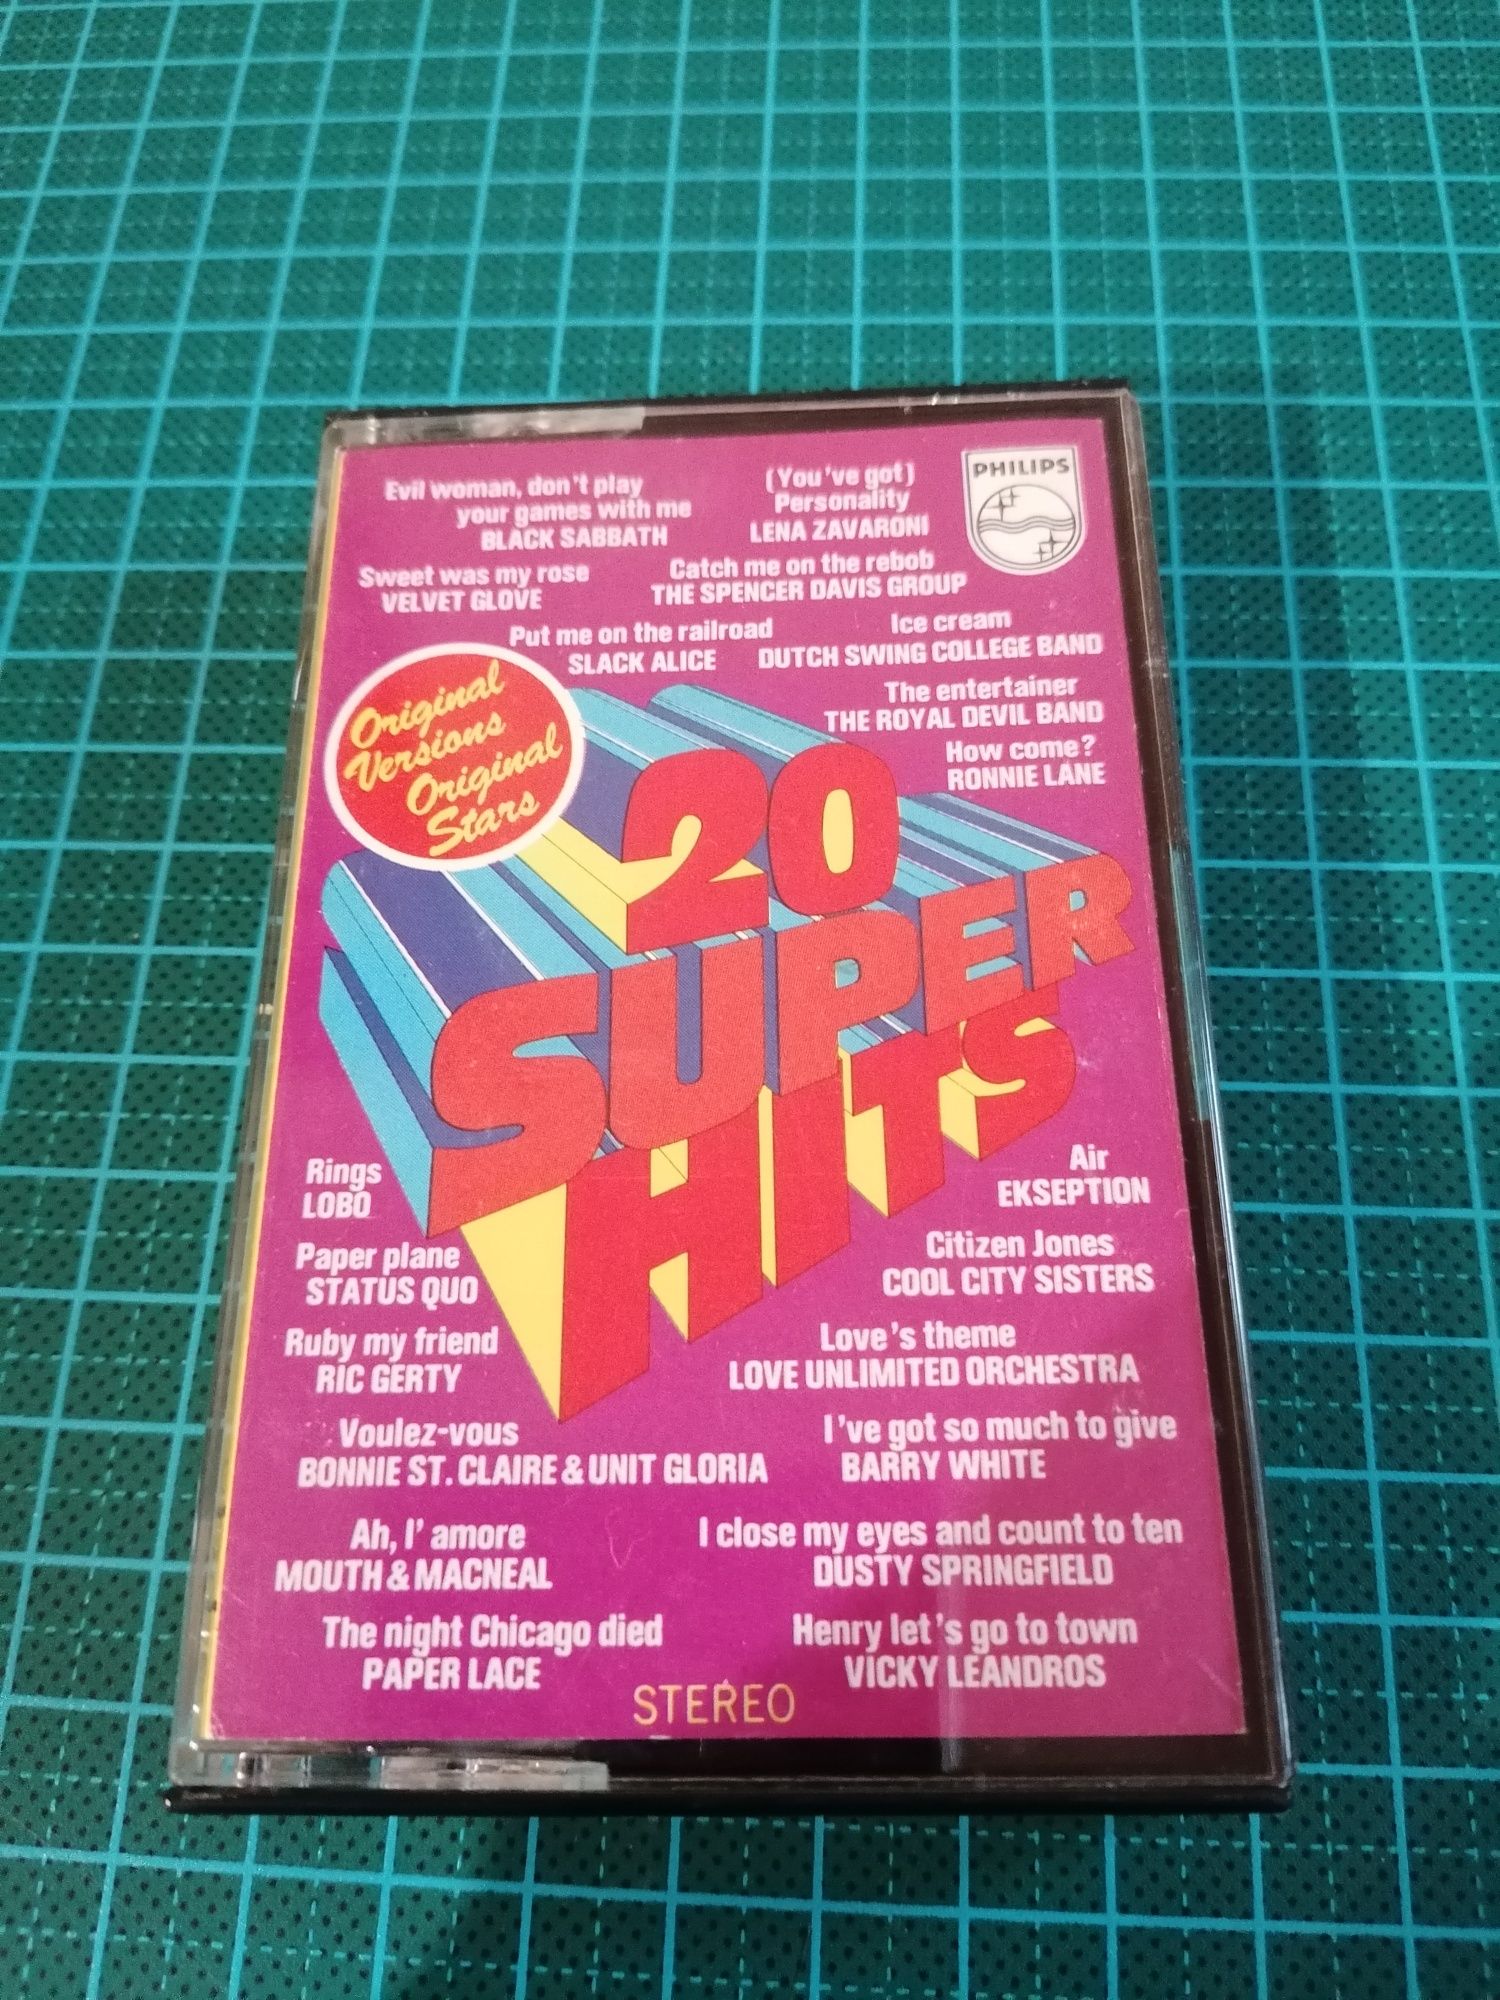 Evil woman, don't play
your games with me
BLACK SABBATH
(You've got)
Personality
LENA ZAVARONI
PHILIPS
Sweet was my rose
VELVET GLOVE
Catch me on the rebob
THE SPENCER DAVIS GROUP
Put me on the railroad
SLACK ALICE
Ice cream
DUTCH SWING COLLEGE BAND
The entertainer
THE ROYAL DEVIL BAND
How come?
RONNIE LANE
Original
Versions
Original
Stars
20
SUPER
HITS
Rings
LOBO
Air
EKSEPTION
Paper plane
STATUS QUO
Citizen Jones
COOL CITY SISTERS
Ruby my friend
RIC GERTY
Love's theme
LOVE UNLIMITED ORCHESTRA
Voulez-vous
BONNIE ST. CLAIRE & UNIT GLORIA
I've got so much to give
BARRY WHITE
Ah, l' amore
MOUTH & MACNEAL
I close my eyes and count to ten
DUSTY SPRINGFIELD
The night Chicago died
PAPER LACE
Henry let's go to town
VICKY LEANDROS
STEREO